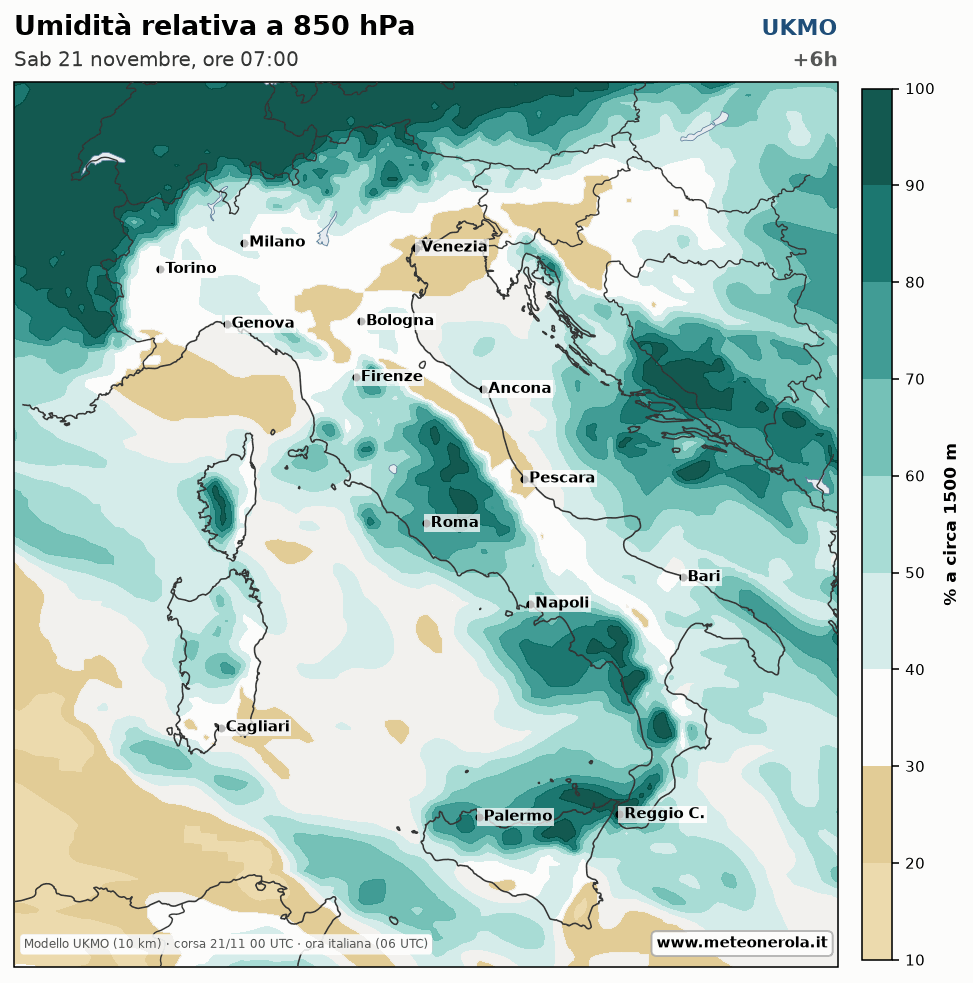 Umidità relativa a 850 hPa
UKMO
Sab 21 novembre, ore 07:00
+6h
Milano
Venezia
Torino
Genova
Bologna
Firenze
Ancona
Pescara
Roma
Bari
Napoli
Cagliari
Palermo
Reggio C.
100
90
80
70
60
50
40
30
20
10
% a circa 1500 m
Modello UKMO (10 km) · corsa 21/11 00 UTC · ora italiana (06 UTC)
www.meteonerola.it